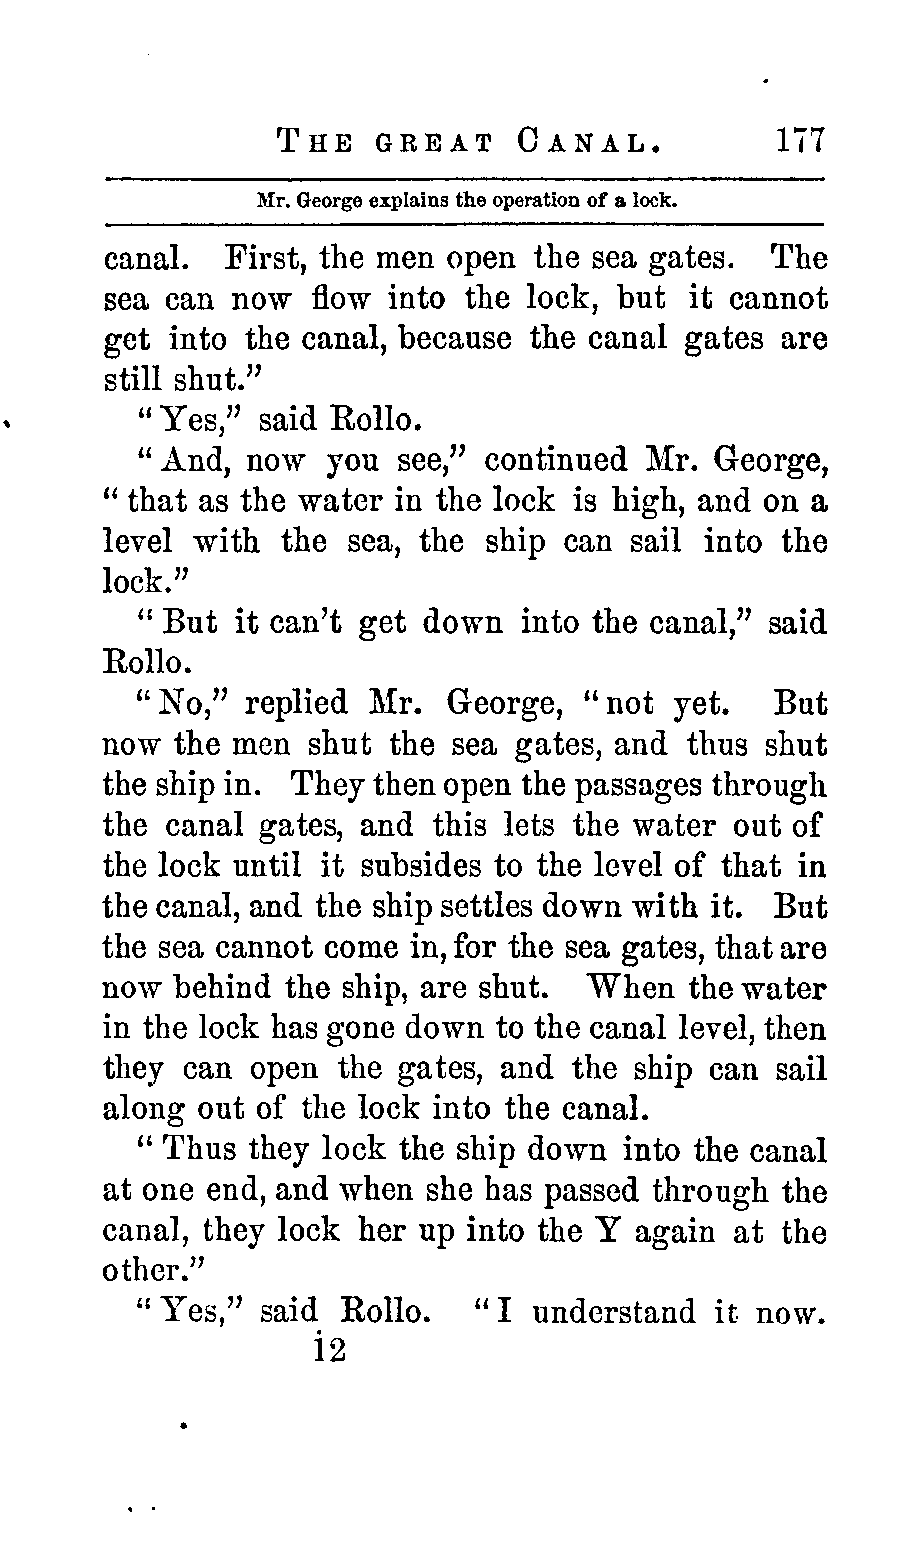 THE GREAT CANAL. 177
Mr. George explains the operation of a lock.
canal. First, the men open the sea gates. The
sea can now flow into the lock, but it cannot
get into the canal, because the canal gates are
still shut."
"Yes," said Rollo.
"And, now you see," continued Mr. George,
"that as the water in the lock is high, and on a
level with the sea, the ship can sail into the
lock."
"But it can't get down into the canal," said
Rollo.
"No," replied Mr. George, "not yet. But
now the men shut the sea gates, and thus shut
the ship in. They then open the passages through
the canal gates, and this lets the water out of
the lock until it subsides to the level of that in
the canal, and the ship settles down with it. But
the sea cannot come in, for the sea gates, that are
now behind the ship, are shut. When the water
in the lock has gone down to the canal level, then
they can open the gates, and the ship can sail
along out of the lock into the canal.
"Thus they lock the ship down into the canal
at one end, and when she has passed through the
canal, they lock her up into the Y again at the
other."
"Yes," said Rollo. "I understand it now.
12